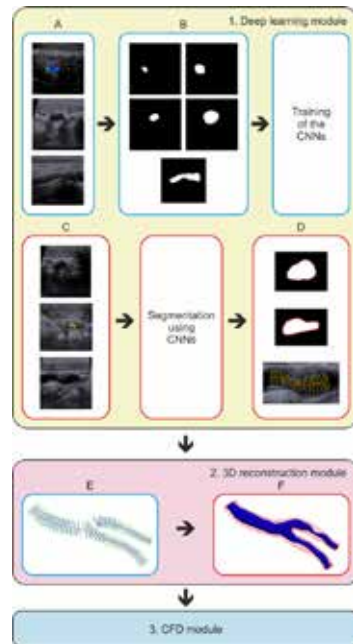 1. Deep learning module
A
B
Training
of the
CNNs
C
D
Segmentation
using
CNNs
2. 3D reconstruction module
E
F
3. CFD module